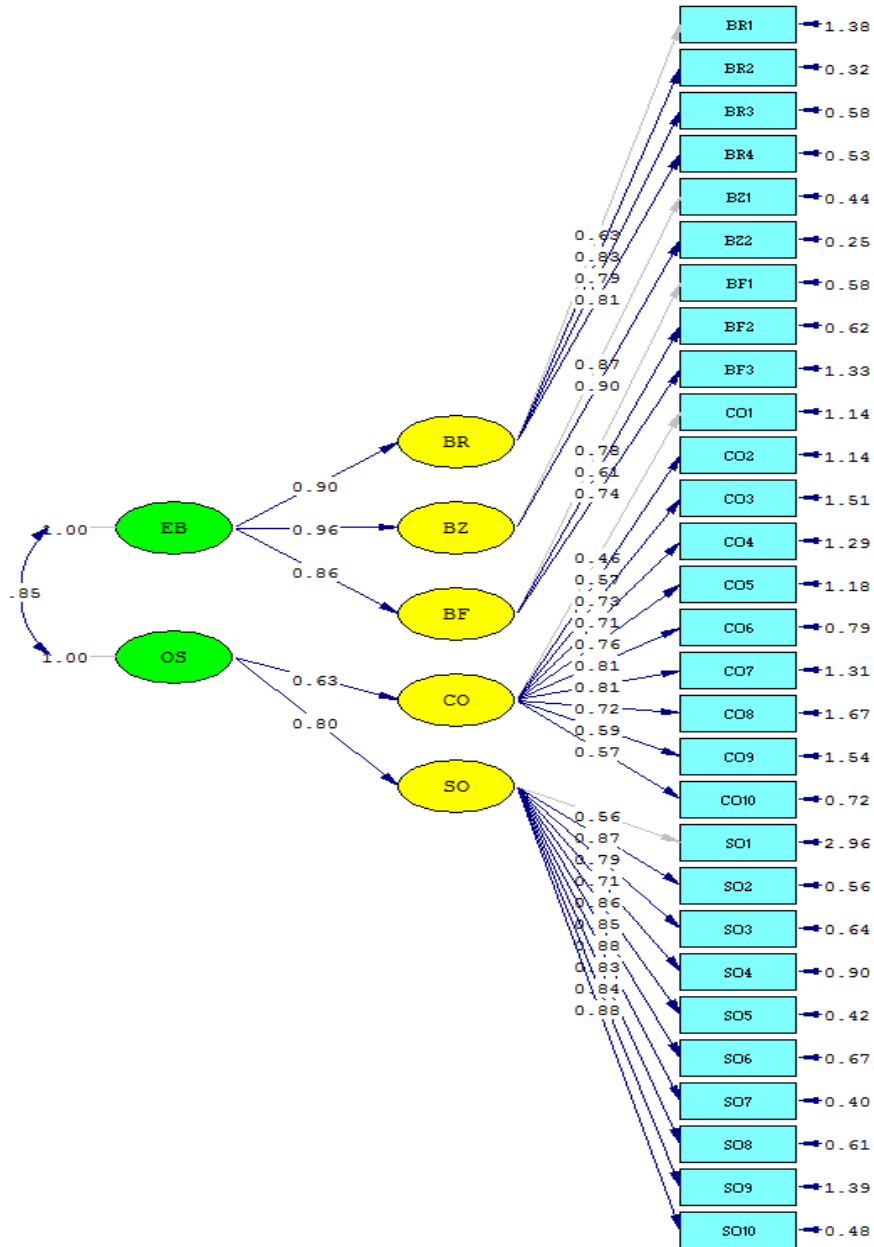 BR1 1.38
BR2 0.32
BR3 0.58
BR4 0.53
BZ1 0.44
BZ2 0.25
BF1 0.58
BF2 0.62
BF3 1.33
CO1 1.14
CO2 1.14
CO3 1.51
CO4 1.29
CO5 1.18
CO6 0.79
CO7 1.31
CO8 1.67
CO9 1.54
CO10 0.72
SO1 2.96
SO2 0.56
SO3 0.64
SO4 0.90
SO5 0.42
SO6 0.67
SO7 0.40
SO8 0.61
SO9 1.39
SO10 0.48
0.63
0.83
0.79
0.81
0.87
0.90
0.78
0.61
0.74
0.46
0.57
0.73
0.71
0.76
0.81
0.81
0.72
0.59
0.57
0.56
0.87
0.79
0.71
0.86
0.85
0.88
0.83
0.84
0.88
BR
BZ
BF
CO
SO
0.90
0.96
0.86
0.63
0.80
1.00 EB
.85
1.00 OS